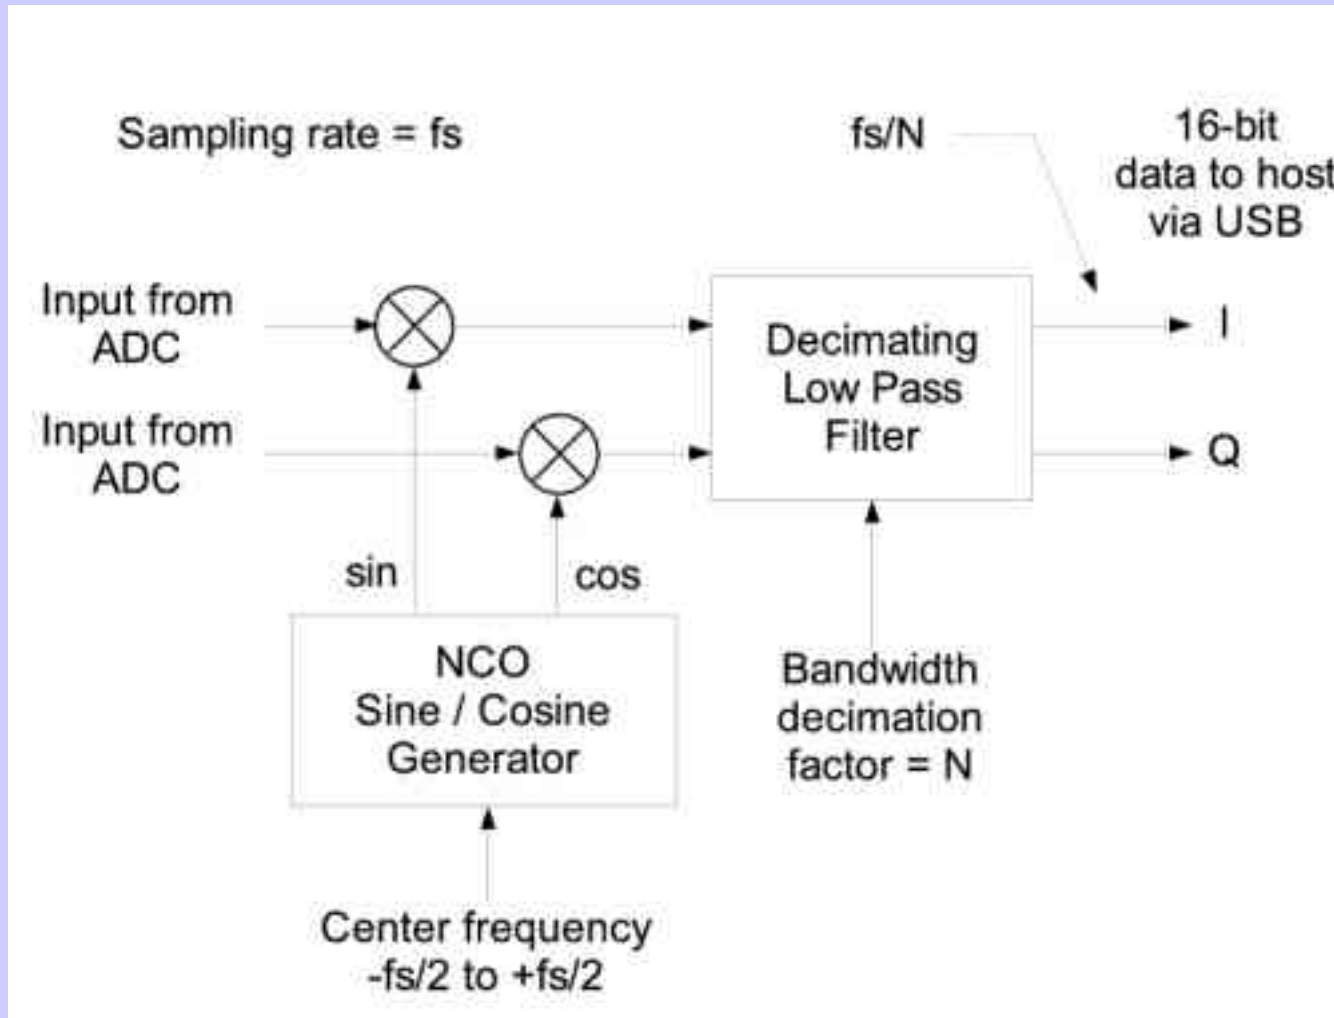 Sampling rate = fs
fs/N
16-bit
data to host
via USB
Input from
ADC
I
Decimating
Low Pass
Filter
Input from
ADC
Q
sin
cos
NCO
Sine / Cosine
Generator
Bandwidth
decimation
factor = N
Center frequency
-fs/2 to +fs/2